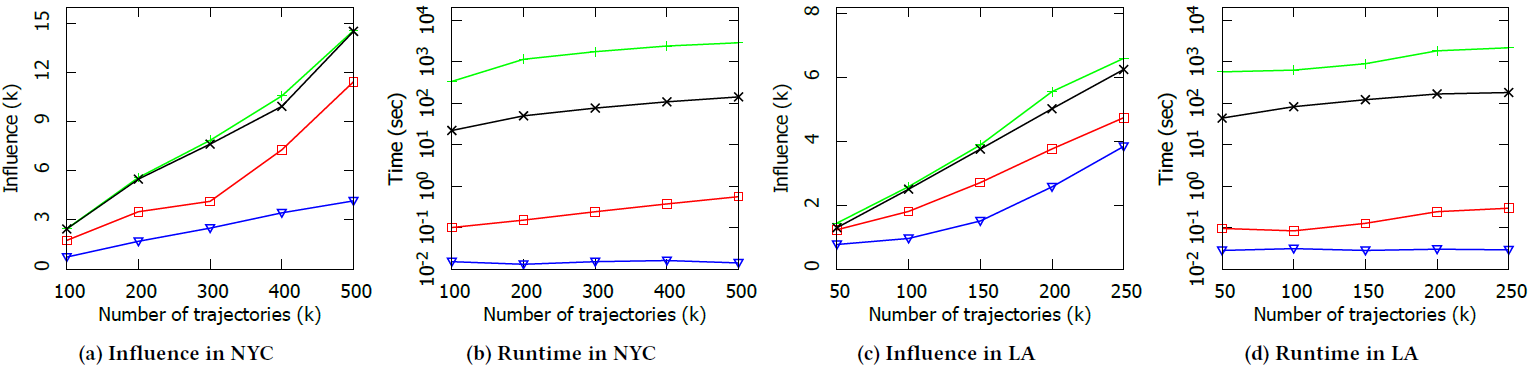 15
12
9
6
3
0
Influence (k)
100 200 300 400 500
Number of trajectories (k)
(a) Influence in NYC
10^4
10^3
10^2
10^1
10^0
10^-1
10^-2
Time (sec)
100 200 300 400 500
Number of trajectories (k)
(b) Runtime in NYC
8
6
4
2
0
Influence (k)
50 100 150 200 250
Number of trajectories (k)
(c) Influence in LA
10^4
10^3
10^2
10^1
10^0
10^-1
10^-2
Time (sec)
50 100 150 200 250
Number of trajectories (k)
(d) Runtime in LA